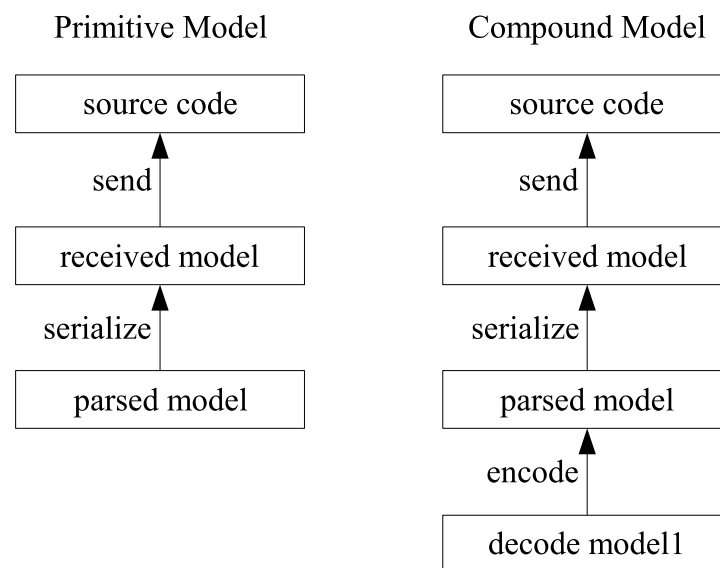 Primitive Model
source code
send
received model
serialize
parsed model
Compound Model
source code
send
received model
serialize
parsed model
encode
decode model1